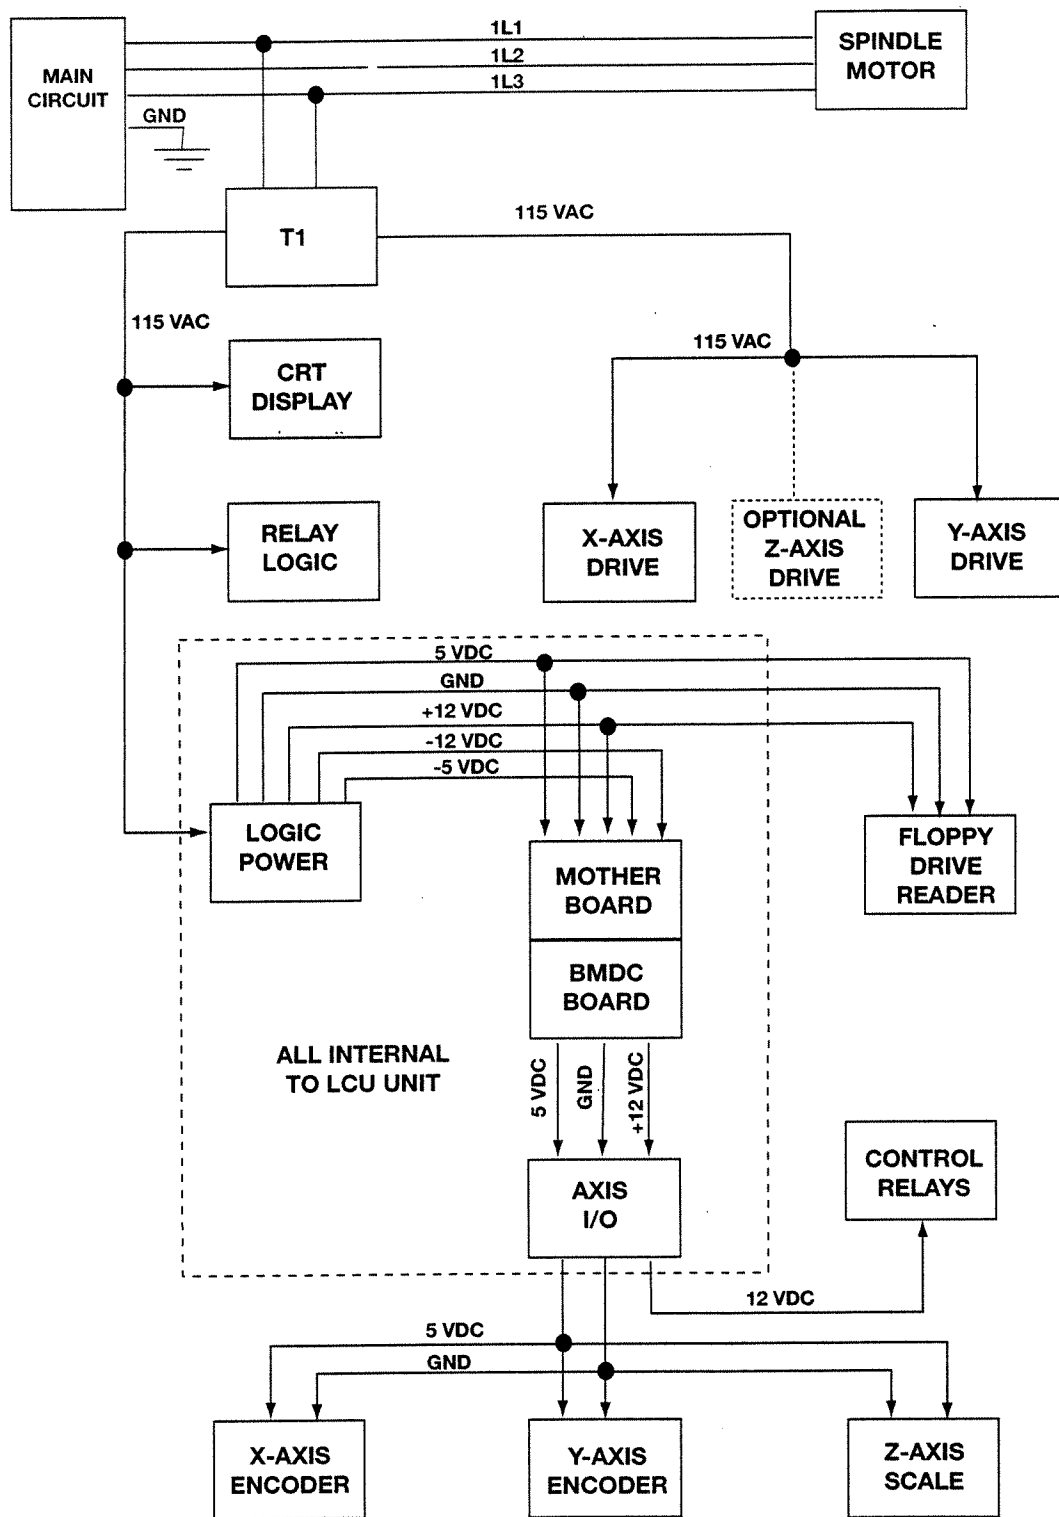 1L1
SPINDLE
MOTOR
1L2
MAIN
CIRCUIT
1L3
GND
T1
115 VAC
115 VAC
115 VAC
CRT
DISPLAY
RELAY
LOGIC
X-AXIS
DRIVE
OPTIONAL
Z-AXIS
DRIVE
Y-AXIS
DRIVE
5 VDC
GND
+12 VDC
-12 VDC
-5 VDC
LOGIC
POWER
MOTHER
BOARD
FLOPPY
DRIVE
READER
BMDC
BOARD
ALL INTERNAL
TO LCU UNIT
5 VDC
GND
+12 VDC
AXIS
I/O
CONTROL
RELAYS
12 VDC
5 VDC
GND
X-AXIS
ENCODER
Y-AXIS
ENCODER
Z-AXIS
SCALE